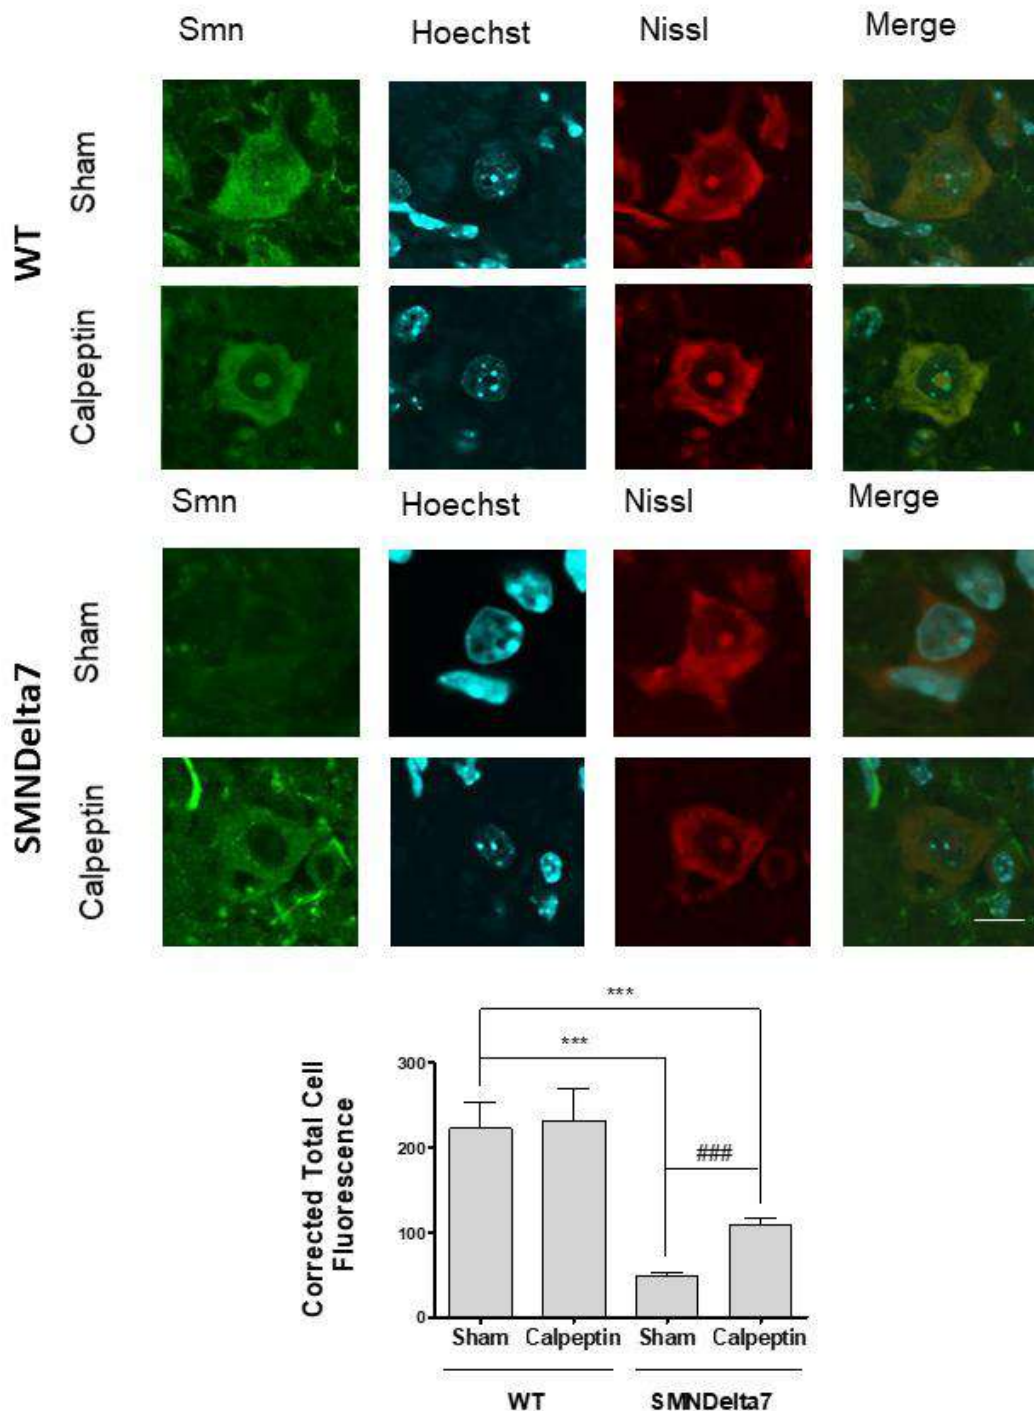 Smn Hoechst Nissl Merge
WT
Sham
Calpeptin
Smn Hoechst Nissl Merge
SMNDelta7
Sham
Calpeptin
***
***
###
Corrected Total Cell
Fluorescence
300
200
100
0
Sham Calpeptin Sham Calpeptin
WT SMNDelta7